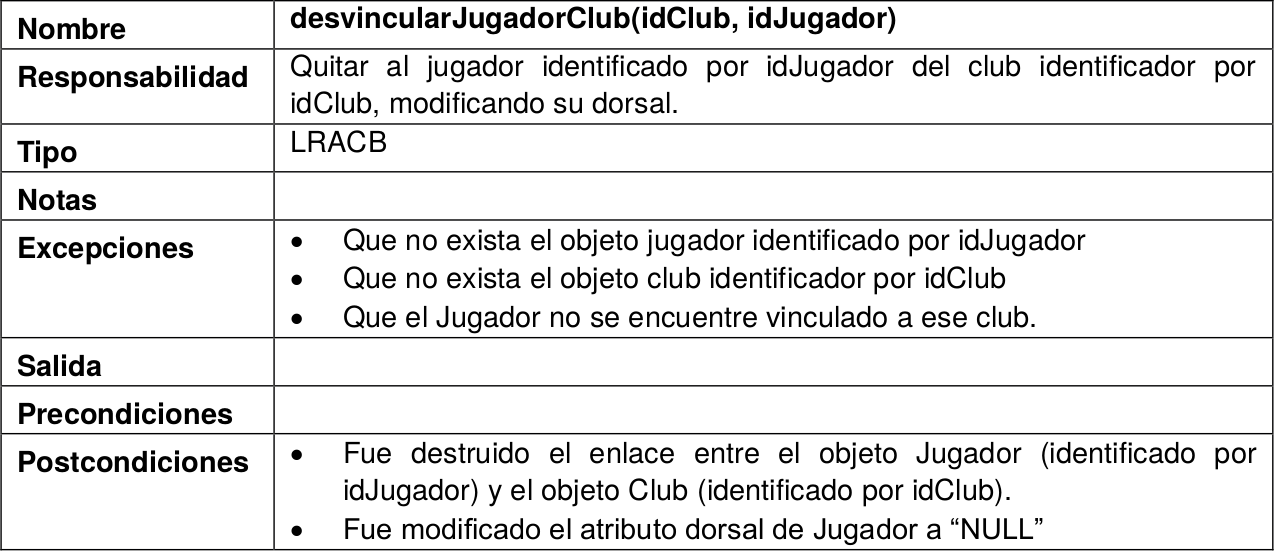 Nombre
desvincularJugadorClub(idClub, idJugador)
Responsabilidad
Quitar al jugador identificado por idJugador del club identificador por
idClub, modificando su dorsal.
Tipo
LRACB
Notas
Excepciones
• Que no exista el objeto jugador identificado por idJugador
• Que no exista el objeto club identificador por idClub
• Que el Jugador no se encuentre vinculado a ese club.
Salida
Precondiciones
Postcondiciones
• Fue destruido el enlace entre el objeto Jugador (identificado por
idJugador) y el objeto Club (identificado por idClub).
• Fue modificado el atributo dorsal de Jugador a “NULL”